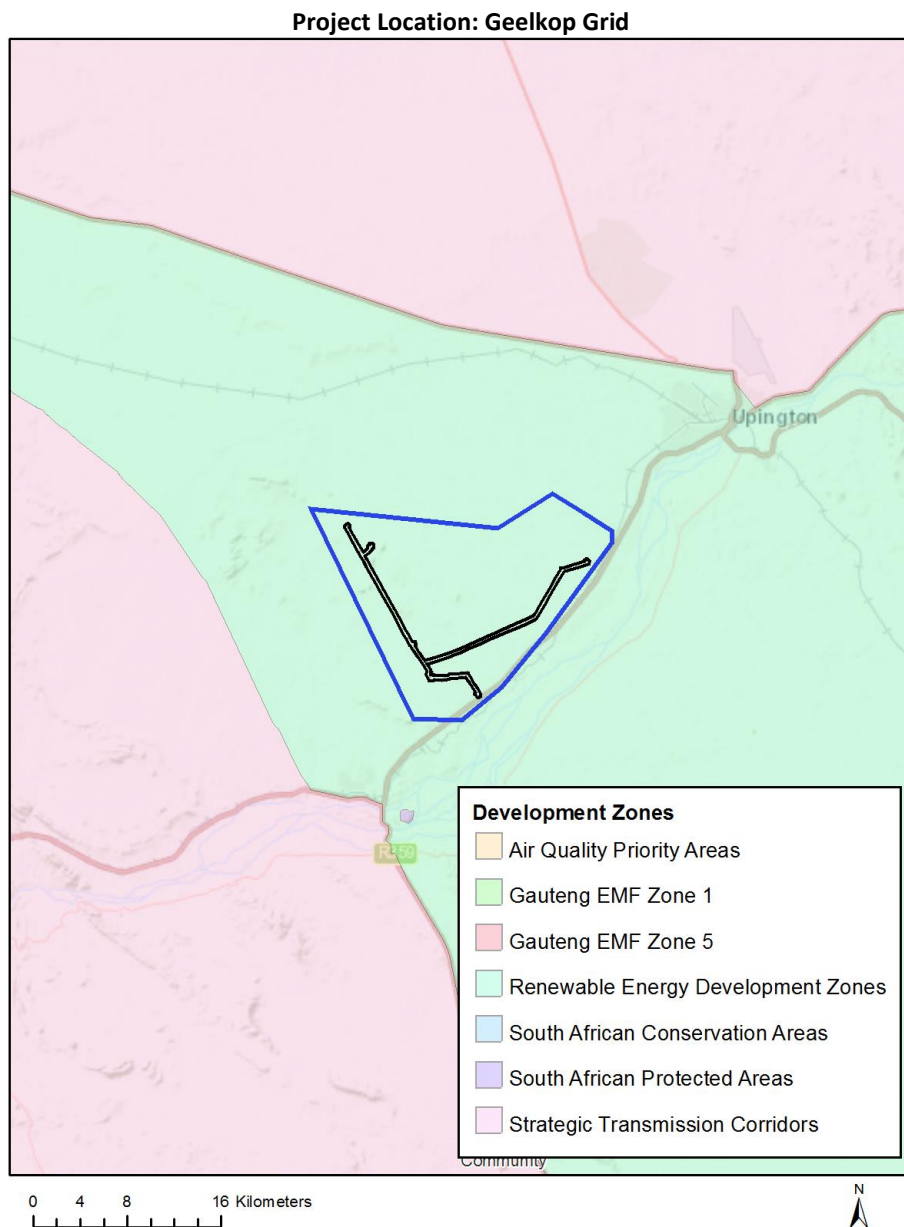 Project Location: Geelkop Grid
Upington
R359
Development Zones
Air Quality Priority Areas
Gauteng EMF Zone 1
Gauteng EMF Zone 5
Renewable Energy Development Zones
South African Conservation Areas
South African Protected Areas
Strategic Transmission Corridors
Community
0 4 8 16 Kilometers
N